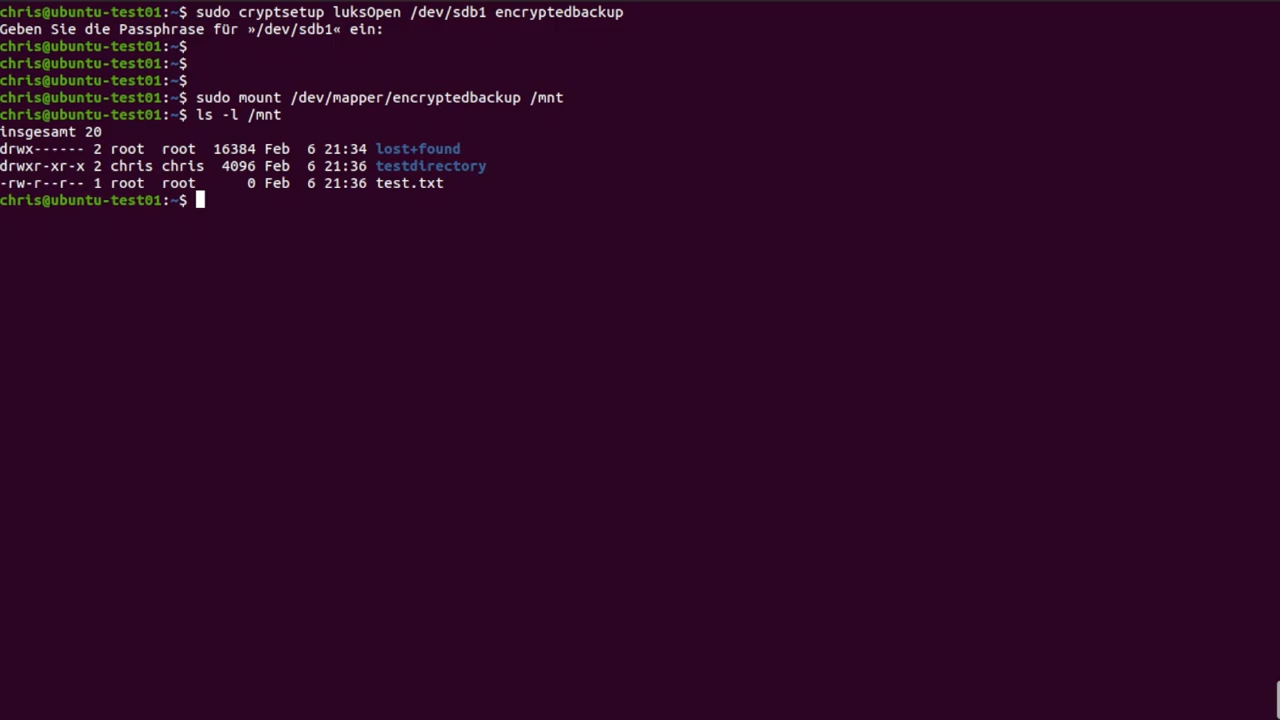 chris@ubuntu-test01:~$ sudo cryptsetup luksOpen /dev/sdb1 encryptedbackup
Geben Sie die Passphrase für »/dev/sdb1« ein:
chris@ubuntu-test01:~$
chris@ubuntu-test01:~$
chris@ubuntu-test01:~$
chris@ubuntu-test01:~$ sudo mount /dev/mapper/encryptedbackup /mnt
chris@ubuntu-test01:~$ ls -l /mnt
insgesamt 20
drwx------ 2 root  root  16384 Feb  6 21:34 lost+found
drwxr-xr-x 2 chris chris  4096 Feb  6 21:36 testdirectory
-rw-r--r-- 1 root  root      0 Feb  6 21:36 test.txt
chris@ubuntu-test01:~$